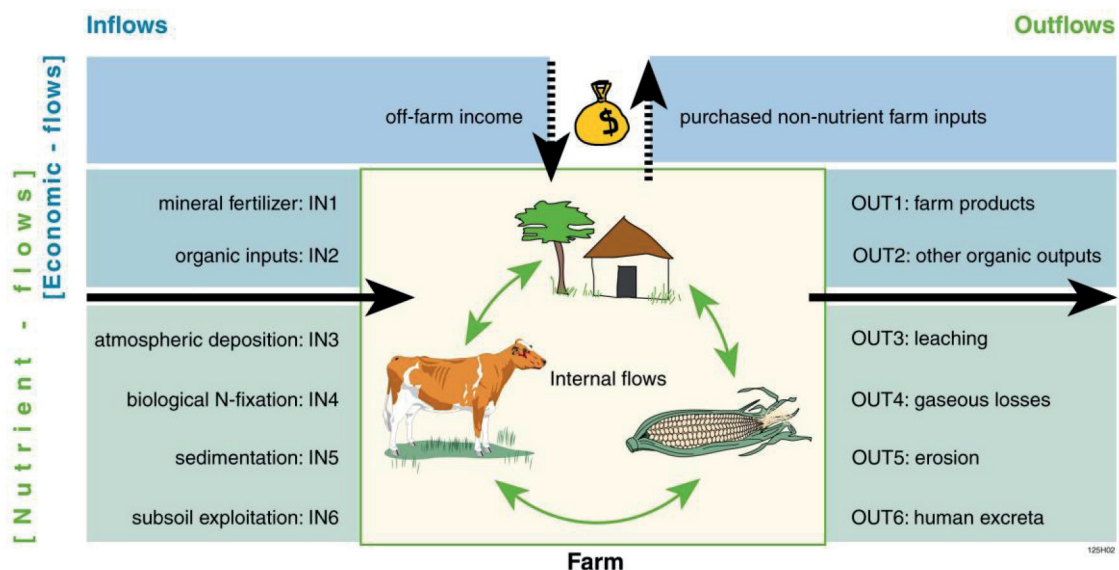 Inflows
Outflows
[Economic - flows]
[Nutrient - flows]
off-farm income
$
purchased non-nutrient farm inputs
mineral fertilizer: IN1
OUT1: farm products
organic inputs: IN2
OUT2: other organic outputs
atmospheric deposition: IN3
OUT3: leaching
Internal flows
biological N-fixation: IN4
OUT4: gaseous losses
sedimentation: IN5
OUT5: erosion
subsoil exploitation: IN6
OUT6: human excreta
125H02
Farm